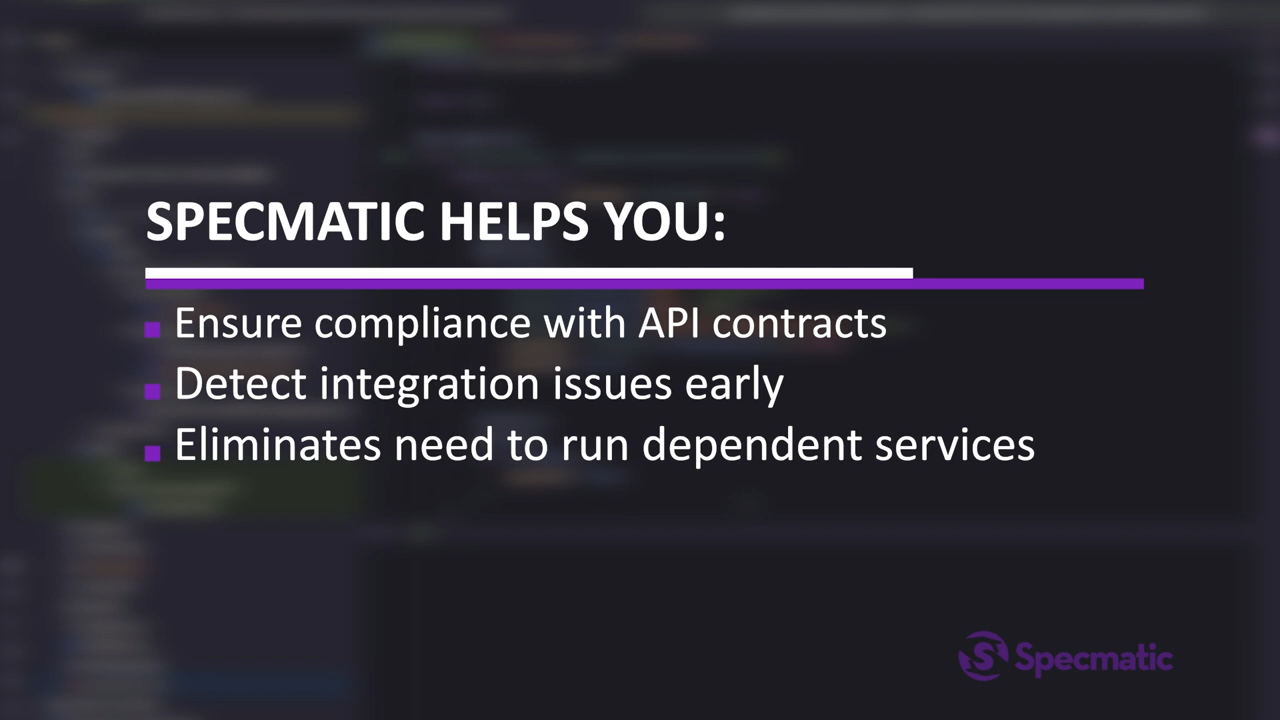 SPECMATIC HELPS YOU:
Ensure compliance with API contracts
Detect integration issues early
Eliminates need to run dependent services
Specmatic